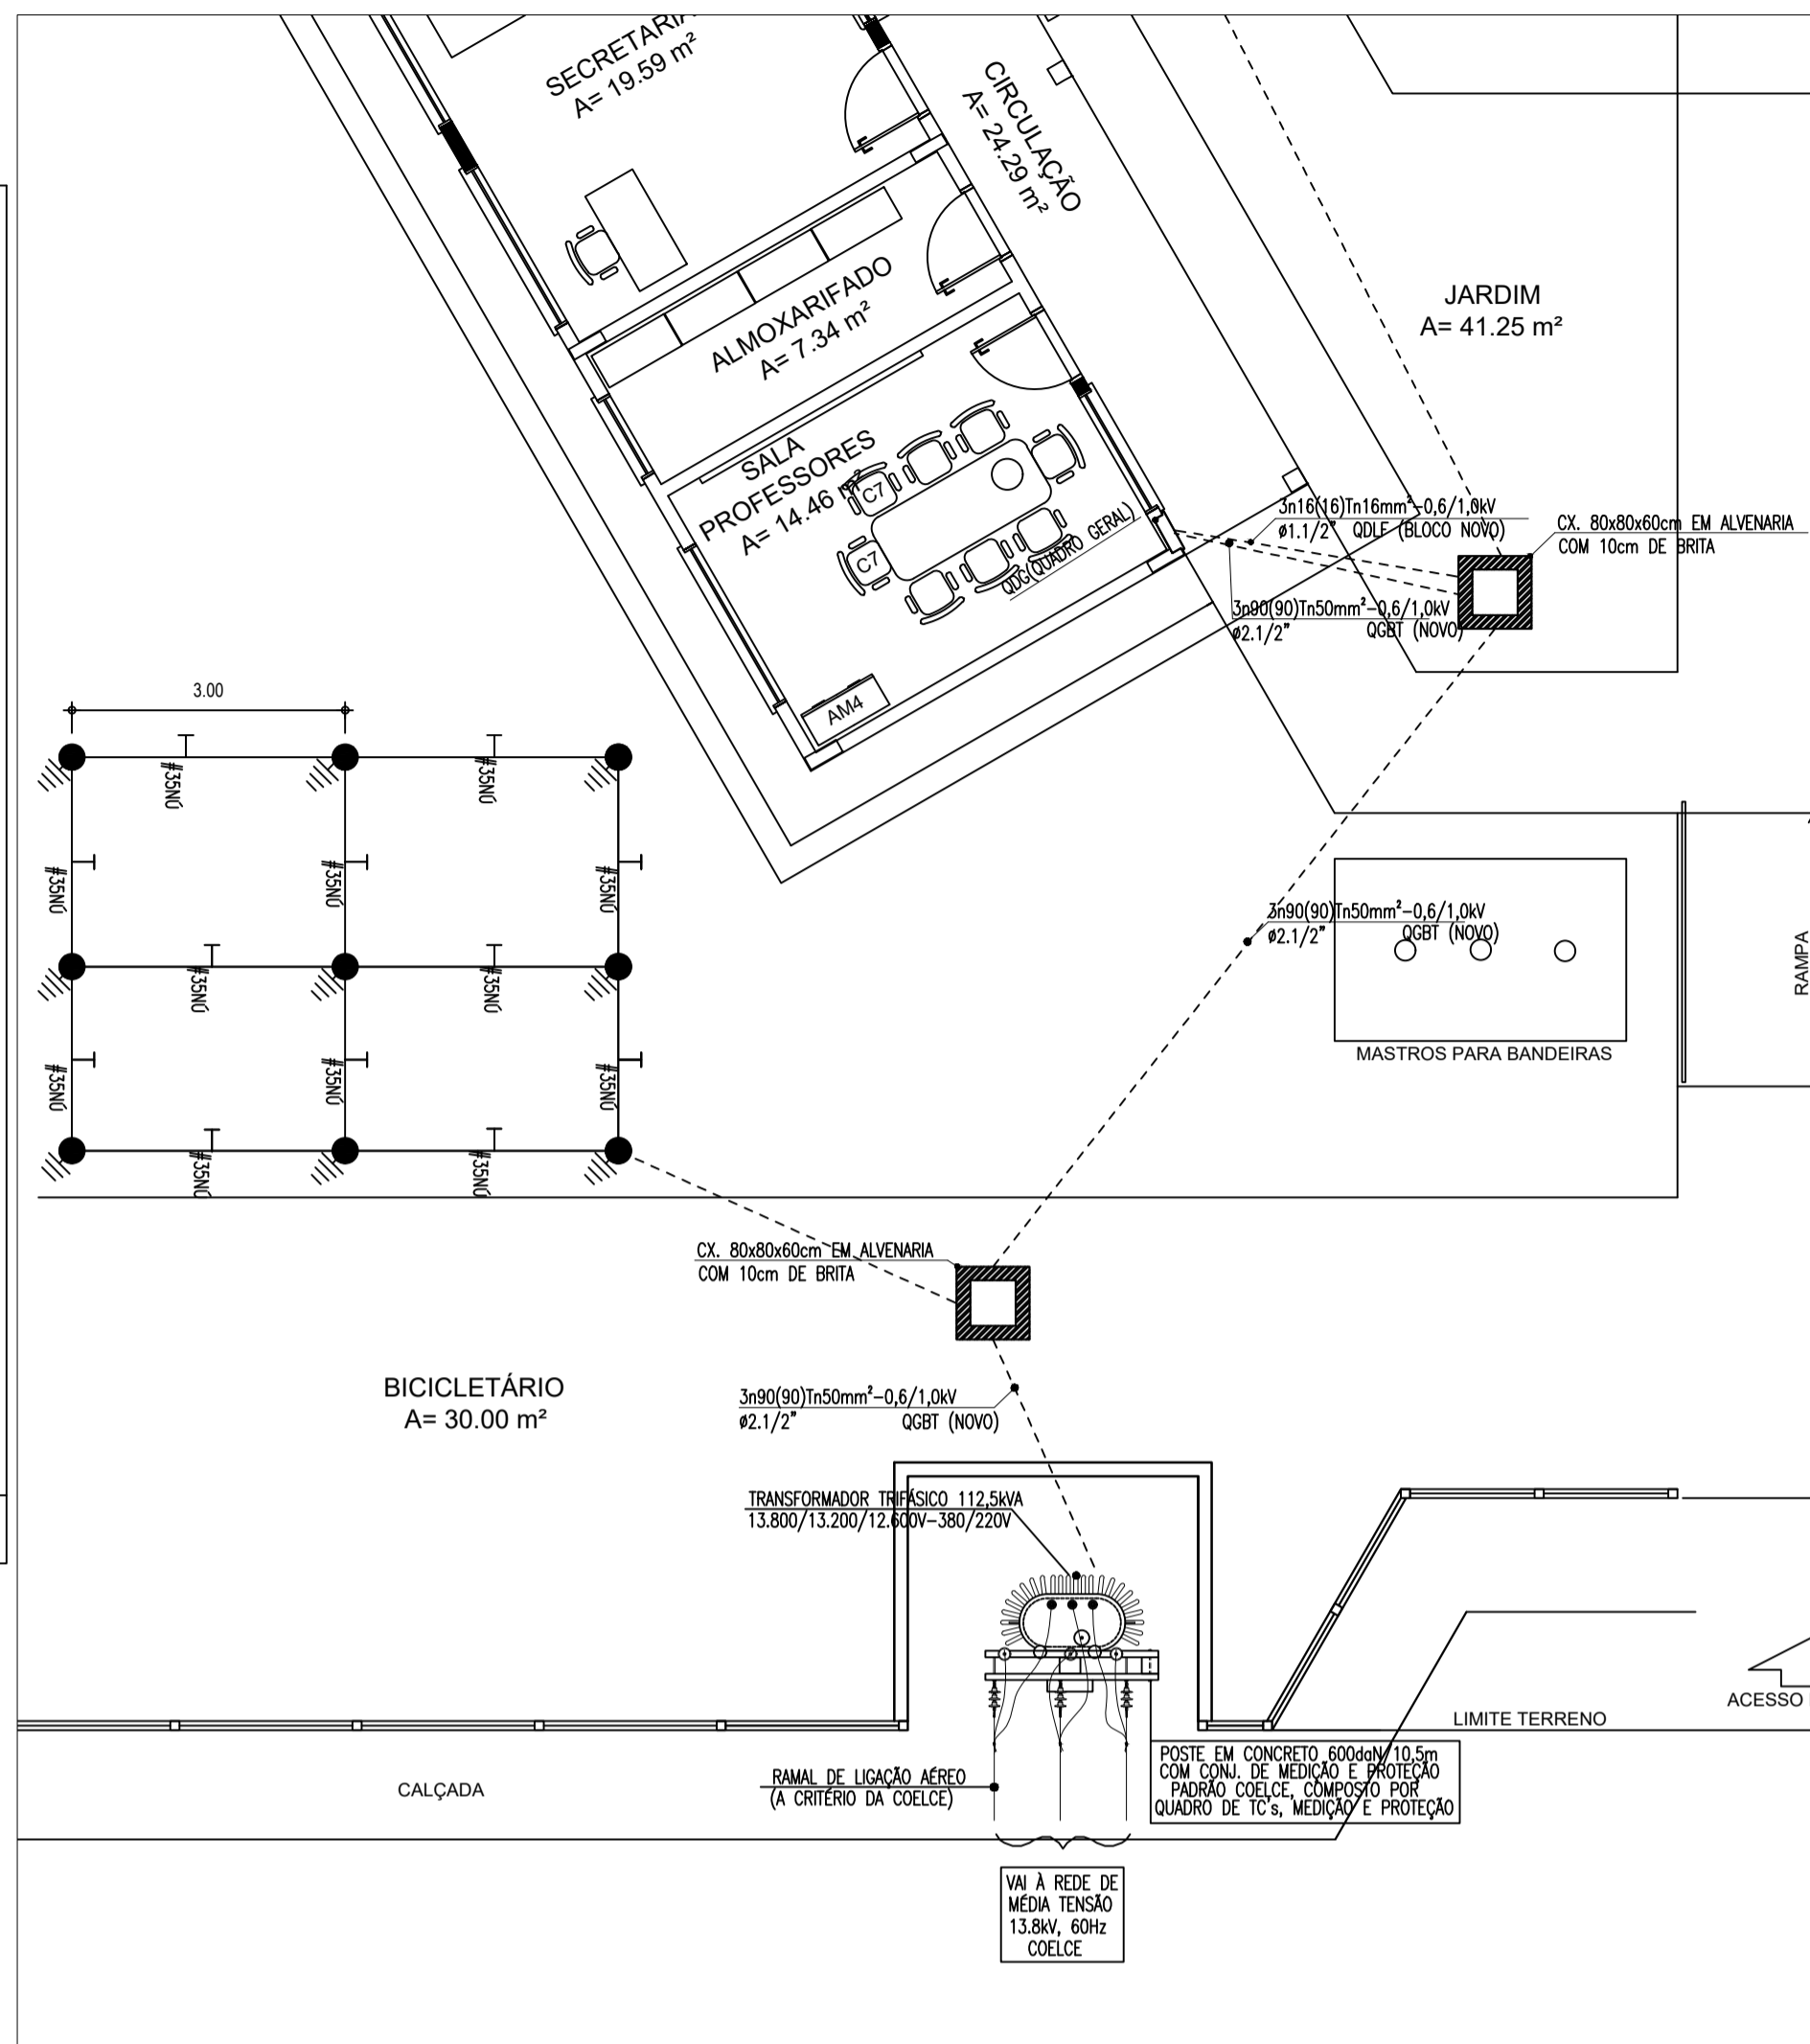 SECRETARIA
A= 19.59 m²
CIRCULAÇÃO
A= 24.29 m²
ALMOXARIFADO
A= 7.34 m²
JARDIM
A= 41.25 m²
SALA
PROFESSORES
A= 14.46 m²
C7
C7
QDG(QUADRO GERAL)
AM4
3n16(16)Tn16mm²-0,6/1,0kV
ø1.1/2" QDLF (BLOCO NOVO)
CX. 80x80x60cm EM ALVENARIA
COM 10cm DE BRITA
3n90(90)Tn50mm²-0,6/1,0kV
ø2.1/2" QGBT (NOVO)
3.00
#35NÚ
#35NÚ
#35NÚ
#35NÚ
#35NÚ
#35NÚ
#35NÚ
#35NÚ
#35NÚ
#35NÚ
#35NÚ
#35NÚ
3n90(90)Tn50mm²-0,6/1,0kV
ø2.1/2" QGBT (NOVO)
RAMPA
MASTROS PARA BANDEIRAS
CX. 80x80x60cm EM ALVENARIA
COM 10cm DE BRITA
BICICLETÁRIO
A= 30.00 m²
3n90(90)Tn50mm²-0,6/1,0kV
ø2.1/2" QGBT (NOVO)
TRANSFORMADOR TRIFÁSICO 112,5kVA
13.800/13.200/12.600V-380/220V
ACESSO
LIMITE TERRENO
CALÇADA
RAMAL DE LIGAÇÃO AÉREO
(A CRITÉRIO DA COELCE)
POSTE EM CONCRETO 600daN/10,5m
COM CONJ. DE MEDIÇÃO E PROTEÇÃO
PADRÃO COELCE, COMPOSTO POR
QUADRO DE TC's, MEDIÇÃO E PROTEÇÃO
VAI À REDE DE
MÉDIA TENSÃO
13.8kV, 60Hz
COELCE